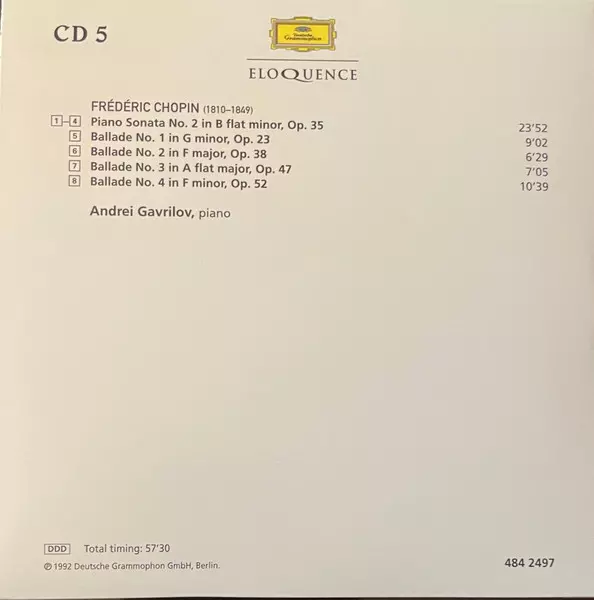 CD 5
Deutsche
Grammophon
ELOQUENCE
FRÉDÉRIC CHOPIN (1810–1849)
1–4 Piano Sonata No. 2 in B flat minor, Op. 35 23'52
5 Ballade No. 1 in G minor, Op. 23 9'02
6 Ballade No. 2 in F major, Op. 38 6'29
7 Ballade No. 3 in A flat major, Op. 47 7'05
8 Ballade No. 4 in F minor, Op. 52 10'39
Andrei Gavrilov, piano
DDD Total timing: 57'30
℗ 1992 Deutsche Grammophon GmbH, Berlin. 484 2497